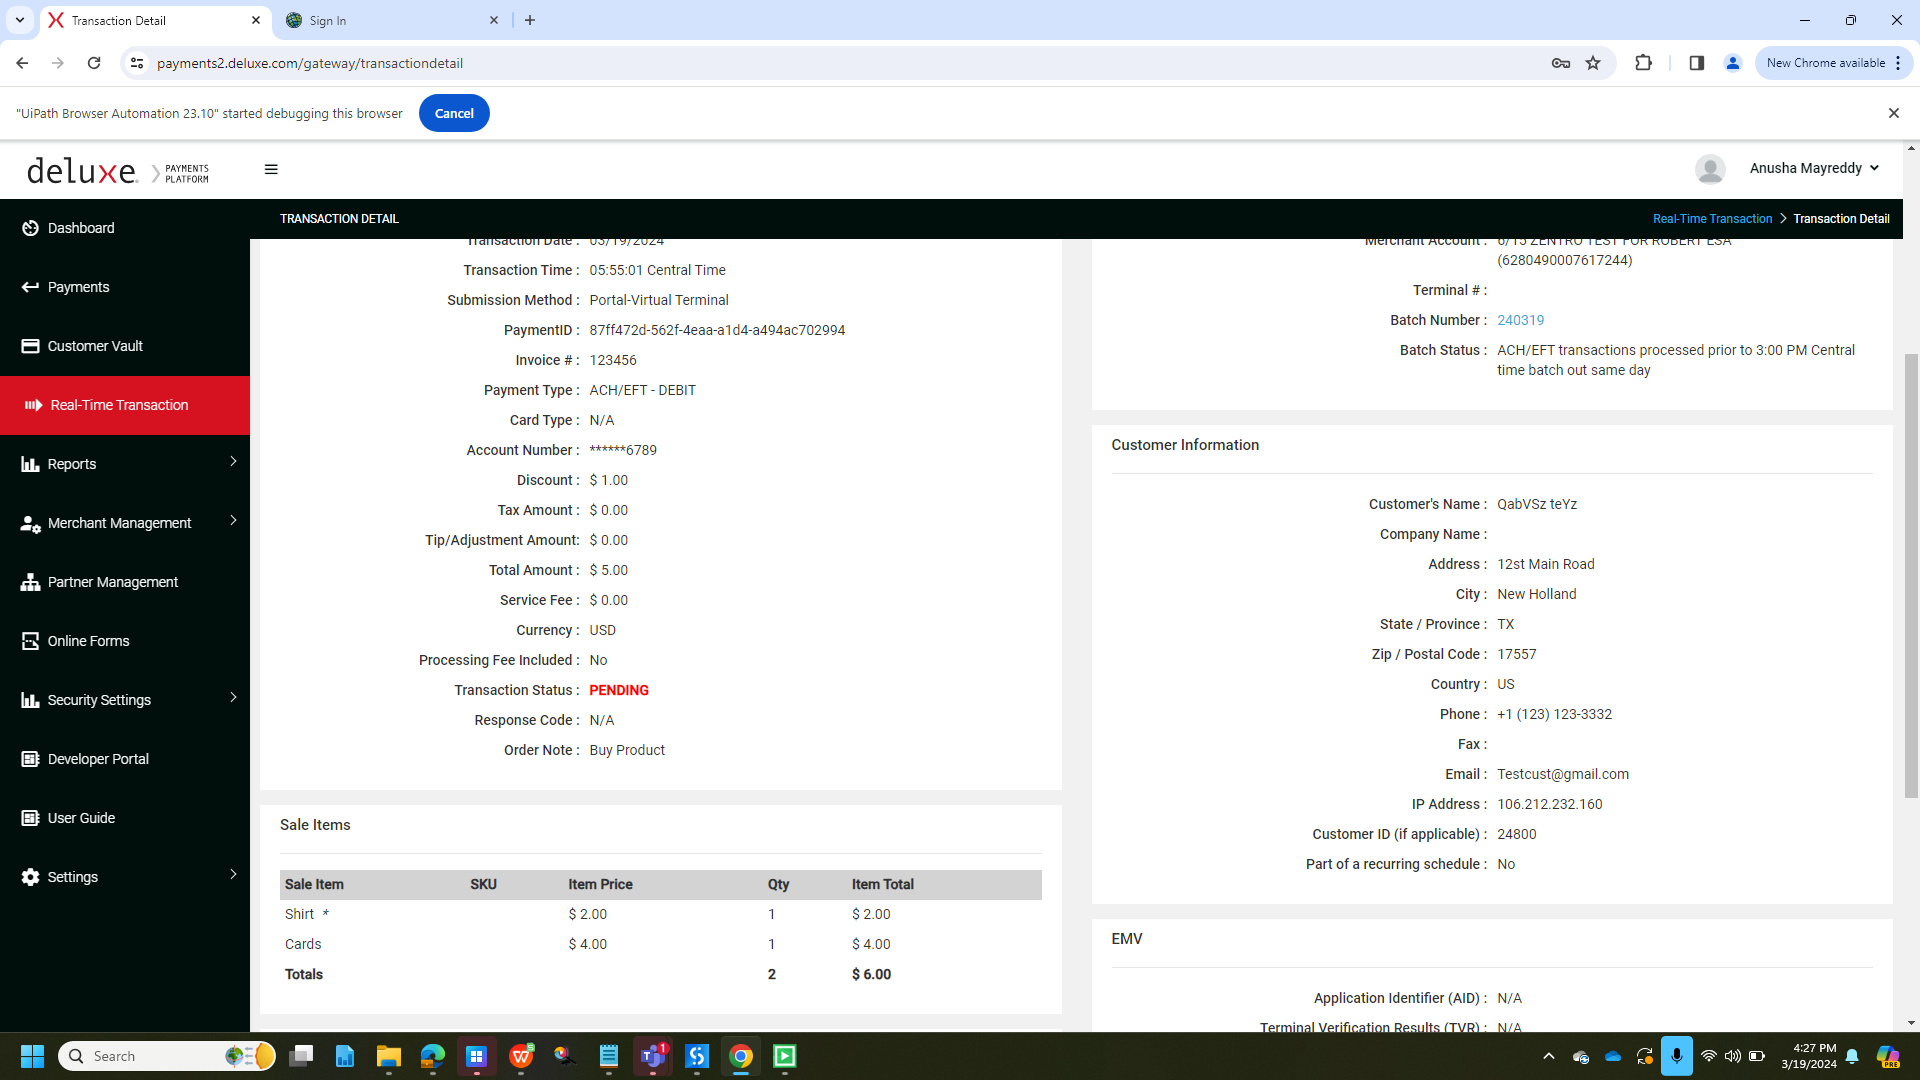 Transaction Detail
Sign In
payments2.deluxe.com/gateway/transactiondetail
New Chrome available
"UiPath Browser Automation 23.10" started debugging this browser
Cancel
deluxe. PAYMENTS PLATFORM
Anusha Mayreddy
TRANSACTION DETAIL
Real-Time Transaction > Transaction Detail
Dashboard
Payments
Customer Vault
Real-Time Transaction
Reports
Merchant Management
Partner Management
Online Forms
Security Settings
Developer Portal
User Guide
Settings
Transaction Date : 03/19/2024
Transaction Time : 05:55:01 Central Time
Submission Method : Portal-Virtual Terminal
PaymentID : 87ff472d-562f-4eaa-a1d4-a494ac702994
Invoice # : 123456
Payment Type : ACH/EFT - DEBIT
Card Type : N/A
Account Number : ******6789
Discount : $ 1.00
Tax Amount : $ 0.00
Tip/Adjustment Amount: $ 0.00
Total Amount : $ 5.00
Service Fee : $ 0.00
Currency : USD
Processing Fee Included : No
Transaction Status : PENDING
Response Code : N/A
Order Note : Buy Product
Sale Items
Sale Item SKU Item Price Qty Item Total
Shirt * $ 2.00 1 $ 2.00
Cards $ 4.00 1 $ 4.00
Totals 2 $ 6.00
Merchant Account : 6/15 ZENTRO TEST FOR ROBERT ESA
(6280490007617244)
Terminal # :
Batch Number : 240319
Batch Status : ACH/EFT transactions processed prior to 3:00 PM Central
time batch out same day
Customer Information
Customer's Name : QabVSz teYz
Company Name :
Address : 12st Main Road
City : New Holland
State / Province : TX
Zip / Postal Code : 17557
Country : US
Phone : +1 (123) 123-3332
Fax :
Email : Testcust@gmail.com
IP Address : 106.212.232.160
Customer ID (if applicable) : 24800
Part of a recurring schedule : No
EMV
Application Identifier (AID) : N/A
Terminal Verification Results (TVR) : N/A
Search
1
4:27 PM
3/19/2024
PRE